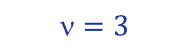 ν = 3